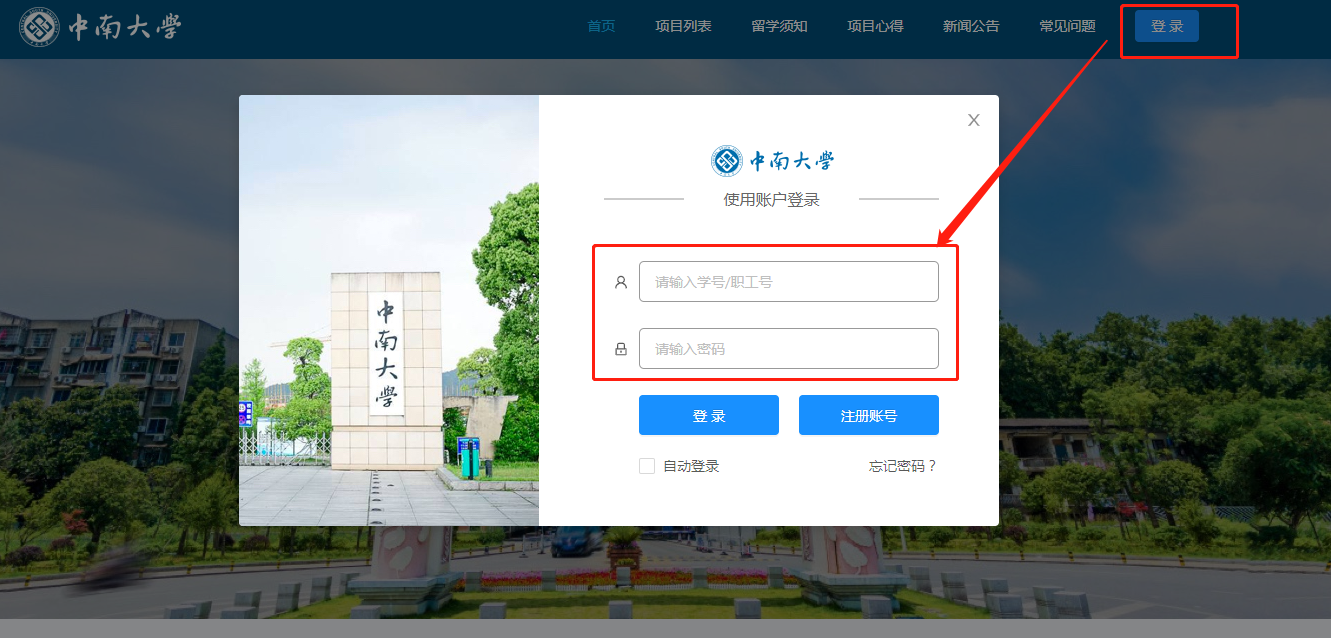 中南大学
首页 项目列表 留学须知 项目心得 新闻公告 常见问题 登 录
中南大学
使用账户登录
请输入学号/职工号
请输入密码
登 录 注册账号
自动登录 忘记密码？
中
南
大
学